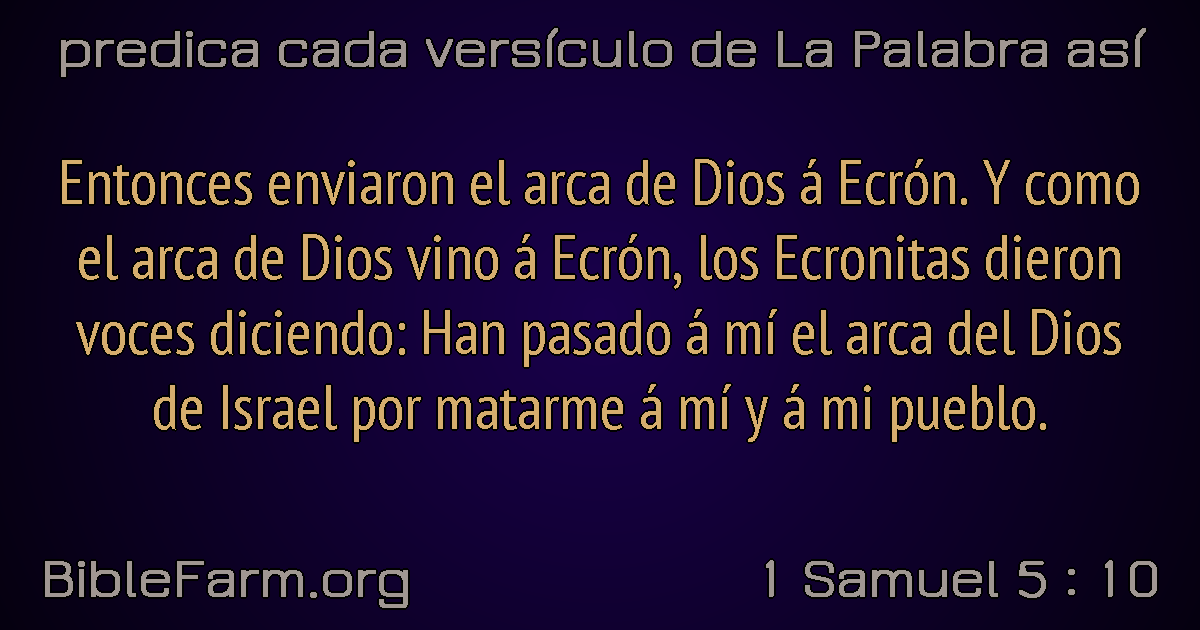 predica cada versículo de La Palabra así
Entonces enviaron el arca de Dios á Ecrón. Y como
el arca de Dios vino á Ecrón, los Ecronitas dieron
voces diciendo: Han pasado á mí el arca del Dios
de Israel por matarme á mí y á mi pueblo.
BibleFarm.org
1 Samuel 5 : 10